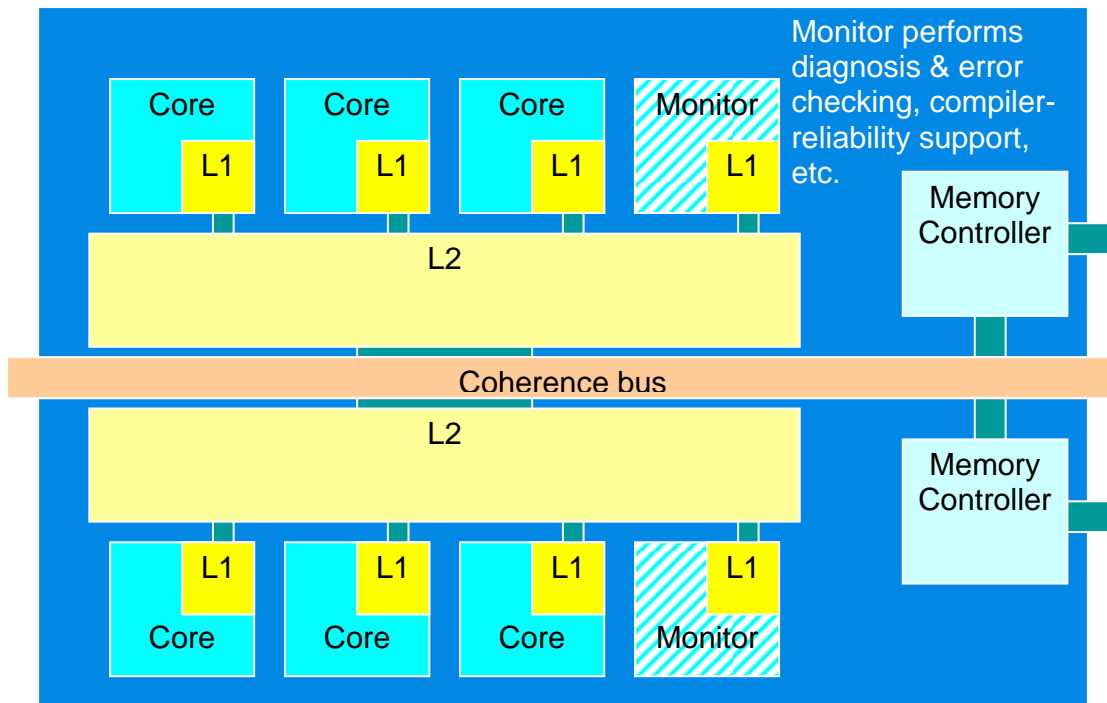 Monitor performs
diagnosis & error
checking, compiler-
reliability support,
etc.
Core
Core
Core
Monitor
L1
L1
L1
L1
Memory
Controller
L2
Coherence bus
L2
Memory
Controller
L1
L1
L1
L1
Core
Core
Core
Monitor